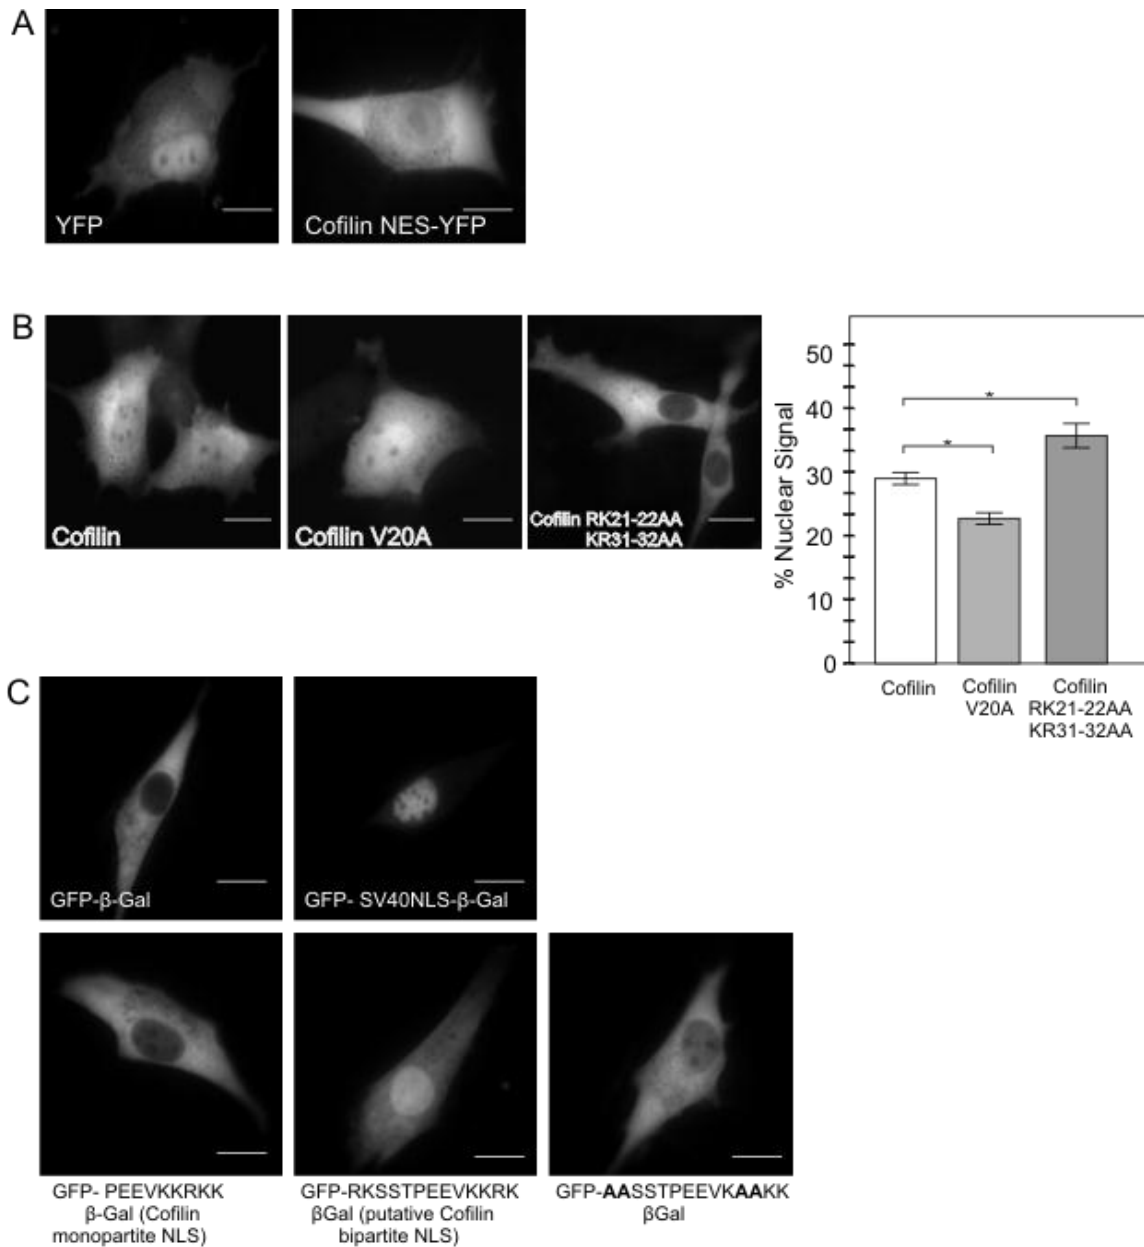 A
YFP
Cofilin NES-YFP
B
Cofilin
Cofilin V20A
Cofilin RK21-22AA
KR31-32AA
% Nuclear Signal
50
40
30
20
10
0
*
*
Cofilin
Cofilin
V20A
Cofilin
RK21-22AA
KR31-32AA
C
GFP-β-Gal
GFP- SV40NLS-β-Gal
GFP- PEEVKKRKK
β-Gal (Cofilin
monopartite NLS)
GFP-RKSSTPEEVKKRK
βGal (putative Cofilin
bipartite NLS)
GFP-AASSTPEEVKAAKK
βGal